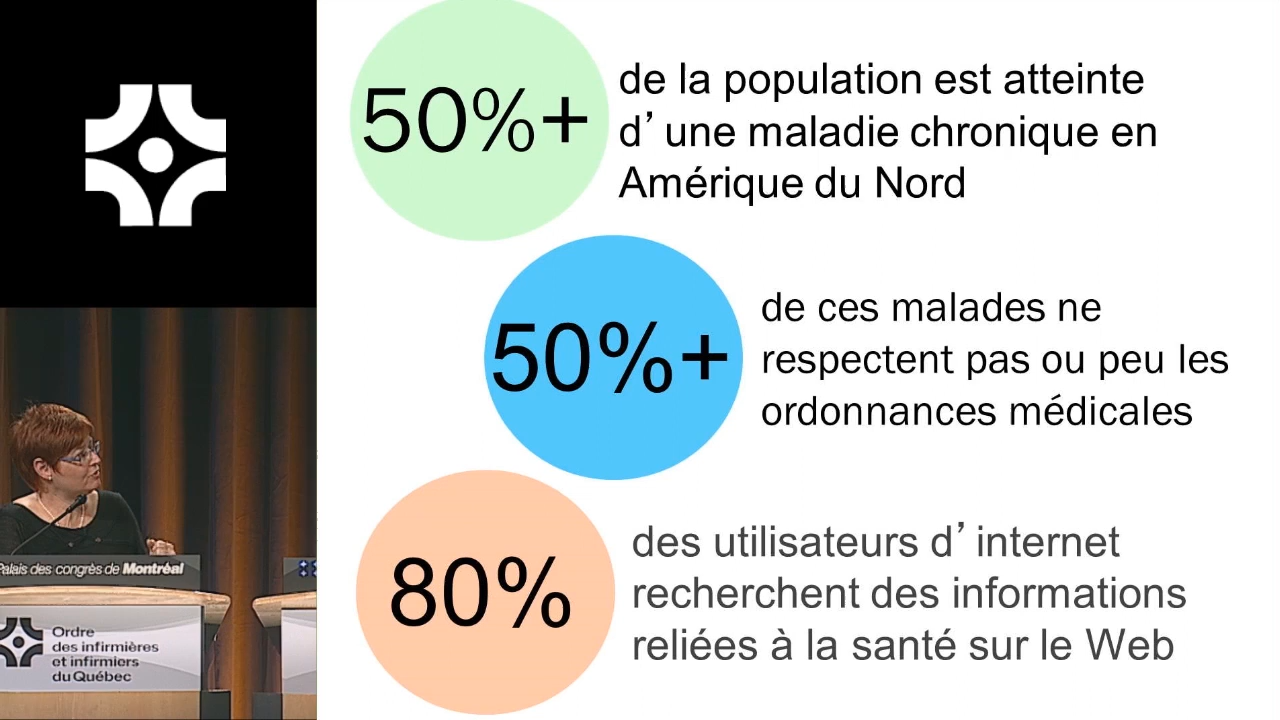 50%+
de la population est atteinte
d’une maladie chronique en
Amérique du Nord
50%+
de ces malades ne
respectent pas ou peu les
ordonnances médicales
80%
des utilisateurs d’internet
recherchent des informations
reliées à la santé sur le Web
Palais des congrès de Montréal
Ordre
des infirmières
et infirmiers
du Québec